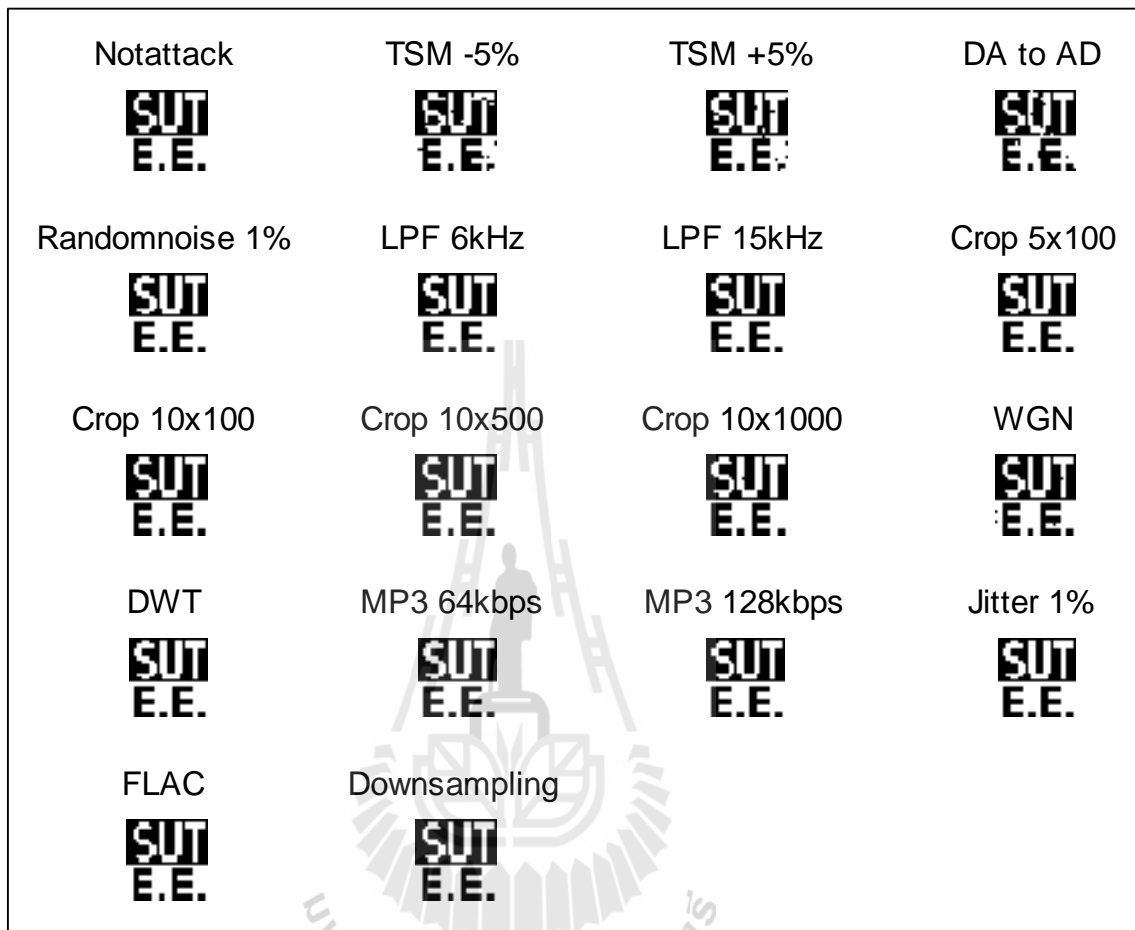 Notattack TSM -5% TSM +5% DA to AD
SUT SUT SUT SUT
E.E. E.E. E.E. E.E.
Randomnoise 1% LPF 6kHz LPF 15kHz Crop 5x100
SUT SUT SUT SUT
E.E. E.E. E.E. E.E.
Crop 10x100 Crop 10x500 Crop 10x1000 WGN
SUT SUT SUT SUT
E.E. E.E. E.E. E.E.
DWT MP3 64kbps MP3 128kbps Jitter 1%
SUT SUT SUT SUT
E.E. E.E. E.E. E.E.
FLAC Downsampling
SUT SUT
E.E. E.E.